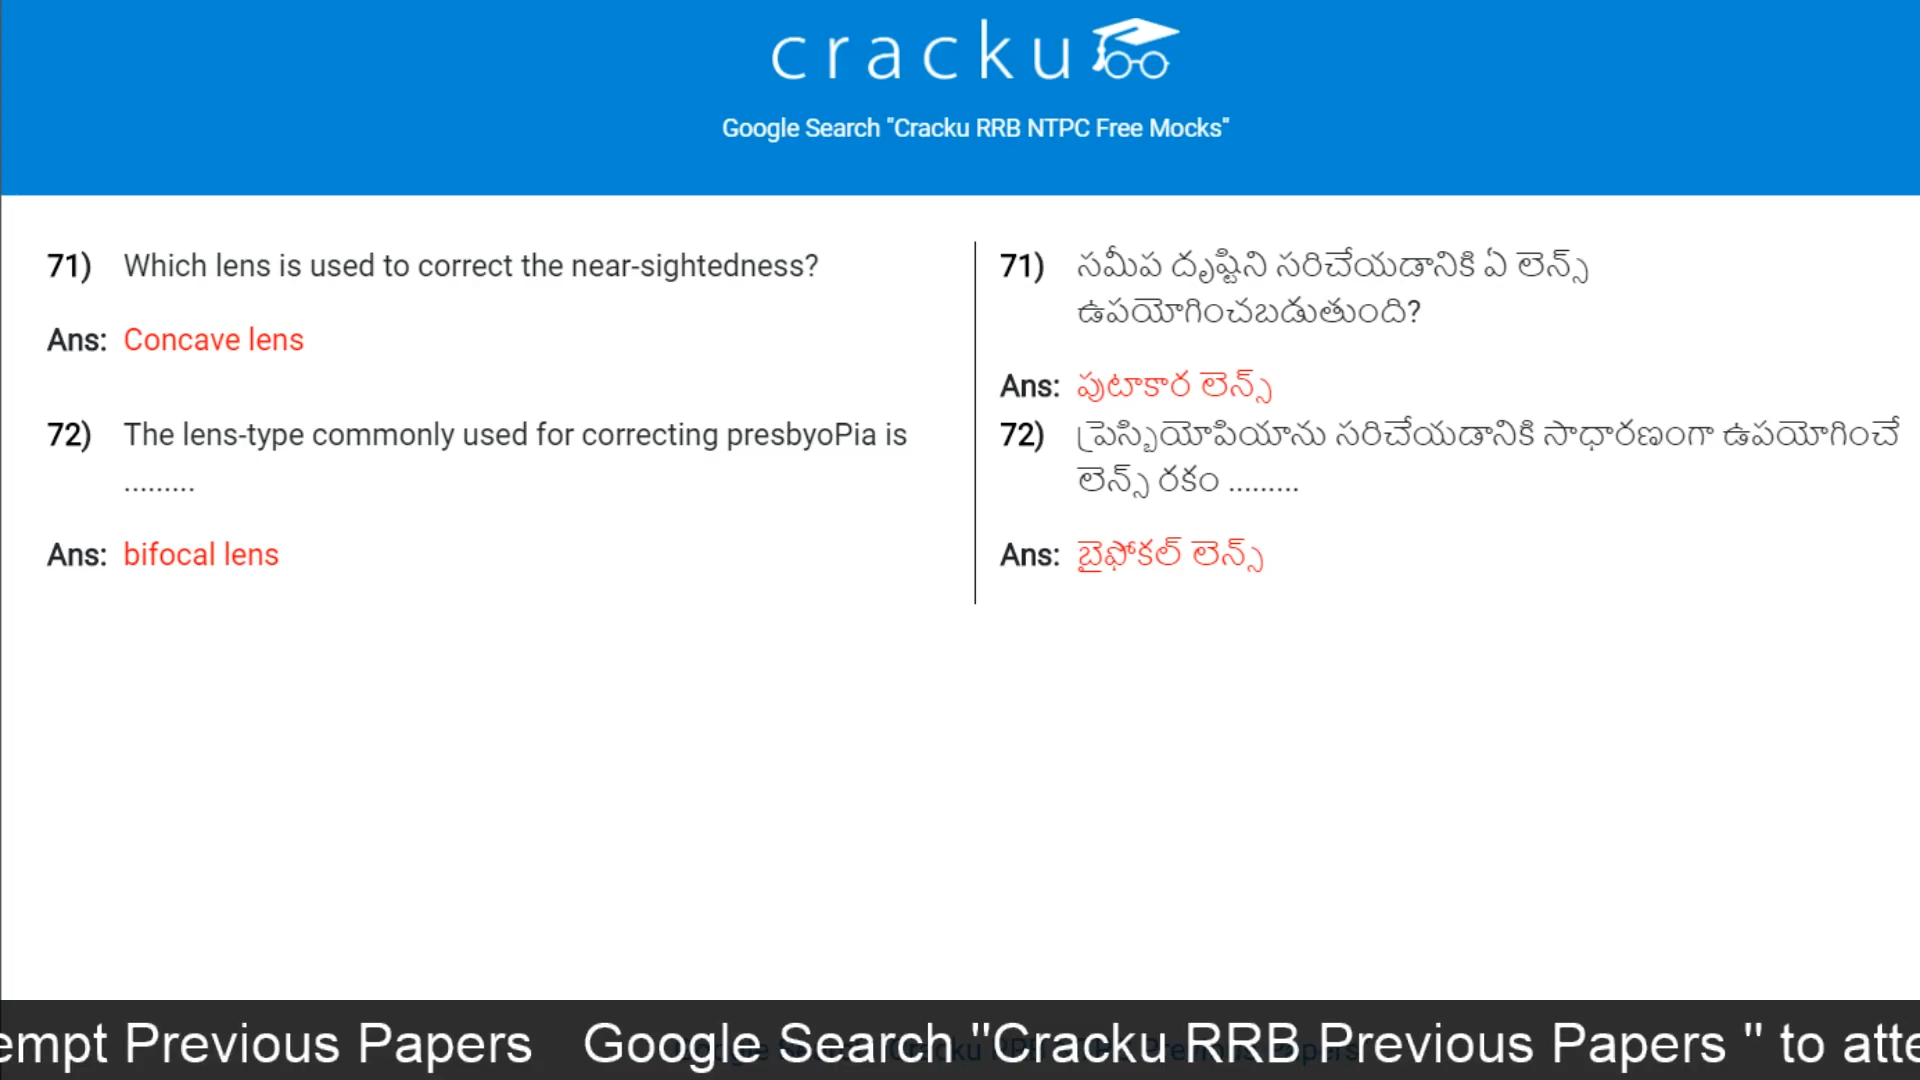 cracku
Google Search "Cracku RRB NTPC Free Mocks"
71) Which lens is used to correct the near-sightedness?
Ans: Concave lens
72) The lens-type commonly used for correcting presbyoPia is
.........
Ans: bifocal lens
71) సమీప దృష్టిని సరిచేయడానికి ఏ లెన్స్
ఉపయోగించబడుతుంది?
Ans: పుటాకార లెన్స్
72) ప్రెస్బియోపియాను సరిచేయడానికి సాధారణంగా ఉపయోగించే
లెన్స్ రకం .........
Ans: బైఫోకల్ లెన్స్
empt Previous Papers Google Search "Cracku RRB Previous Papers " to atte